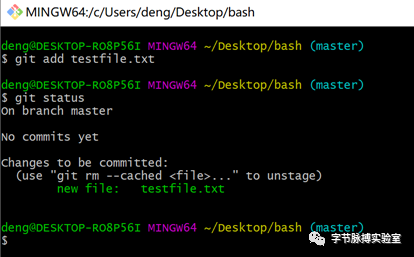 MINGW64:/c/Users/deng/Desktop/bash
deng@DESKTOP-RO8P56I MINGW64 ~/Desktop/bash (master)
$ git add testfile.txt
deng@DESKTOP-RO8P56I MINGW64 ~/Desktop/bash (master)
$ git status
On branch master
No commits yet
Changes to be committed:
(use "git rm --cached <file>..." to unstage)
new file: testfile.txt
deng@DESKTOP-RO8P56I MINGW64 ~/Desktop/bash (master)
$
字节脉搏实验室